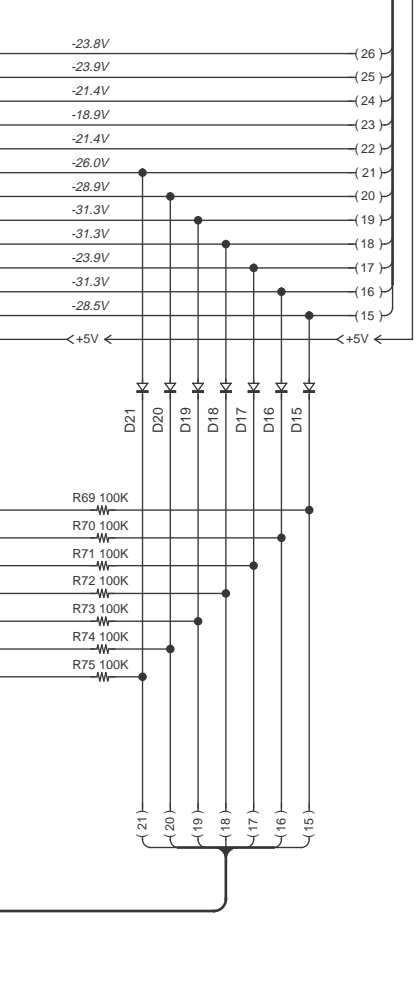 -23.8V
( 26 )
-23.9V
( 25 )
-21.4V
( 24 )
-18.9V
( 23 )
-21.4V
( 22 )
-26.0V
( 21 )
-28.9V
( 20 )
-31.3V
( 19 )
-31.3V
( 18 )
-23.9V
( 17 )
-31.3V
( 16 )
-28.5V
( 15 )
+5V
+5V
D21 D20 D19 D18 D17 D16 D15
R69 100K
R70 100K
R71 100K
R72 100K
R73 100K
R74 100K
R75 100K
( 21 ) ( 20 ) ( 19 ) ( 18 ) ( 17 ) ( 16 ) ( 15 )